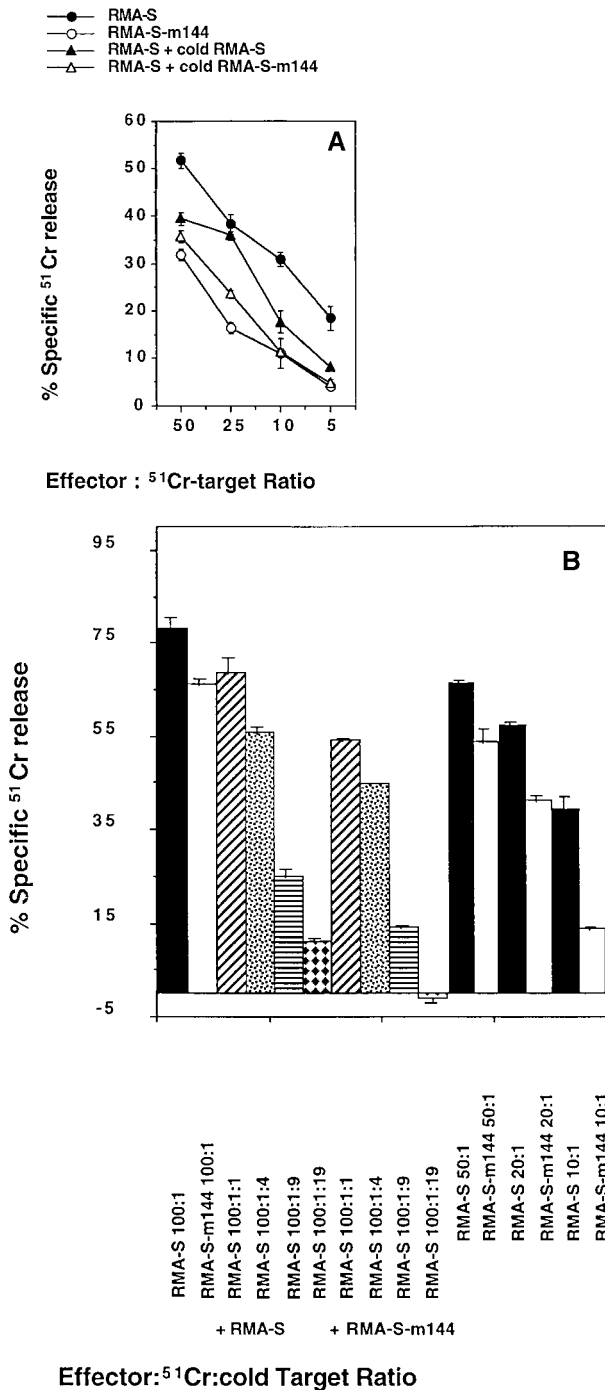 RMA-S
RMA-S-m144
RMA-S + cold RMA-S
RMA-S + cold RMA-S-m144
A
60
50
40
30
20
10
0
% Specific ⁵¹Cr release
50 25 10 5
Effector : ⁵¹Cr-target Ratio
B
95
75
55
35
15
-5
% Specific ⁵¹Cr release
RMA-S 100:1
RMA-S-m144 100:1
RMA-S 100:1:1
RMA-S 100:1:4
RMA-S 100:1:9
RMA-S 100:1:19
RMA-S 100:1:1
RMA-S 100:1:4
RMA-S 100:1:9
RMA-S 100:1:19
RMA-S 50:1
RMA-S-m144 50:1
RMA-S 20:1
RMA-S-m144 20:1
RMA-S 10:1
RMA-S-m144 10:1
+ RMA-S + RMA-S-m144
Effector:⁵¹Cr:cold Target Ratio